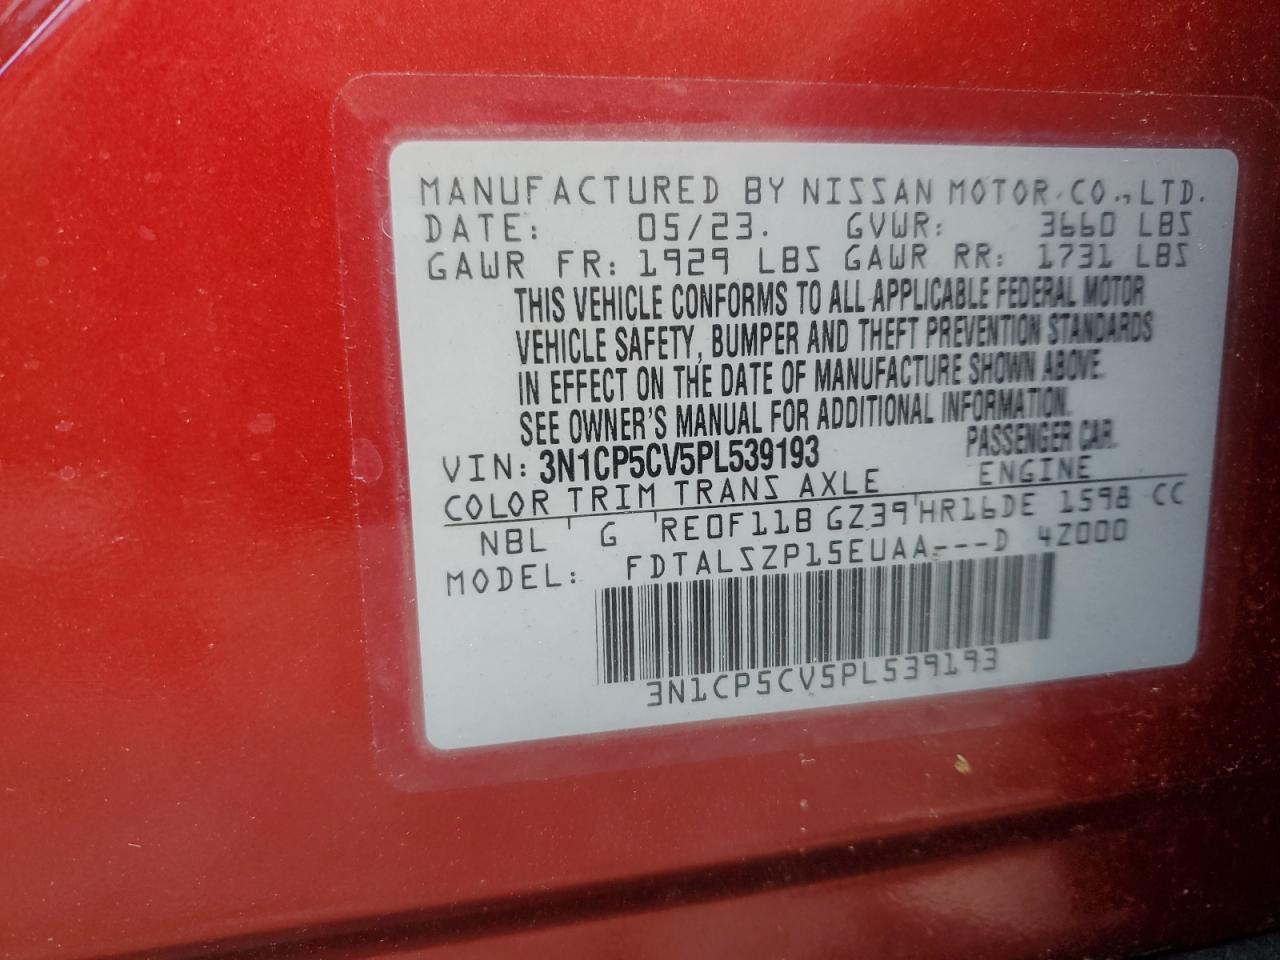 MANUFACTURED BY NISSAN MOTOR CO., LTD.
DATE: 05/23. GVWR: 3660 LBS
GAWR FR: 1929 LBS GAWR RR: 1731 LBS
THIS VEHICLE CONFORMS TO ALL APPLICABLE FEDERAL MOTOR
VEHICLE SAFETY, BUMPER AND THEFT PREVENTION STANDARDS
IN EFFECT ON THE DATE OF MANUFACTURE SHOWN ABOVE.
SEE OWNER'S MANUAL FOR ADDITIONAL INFORMATION.
VIN: 3N1CP5CV5PL539193 PASSENGER CAR.
COLOR TRIM TRANS AXLE ENGINE
NBL G RE0F11B GZ39 HR16DE 1598 CC
MODEL: FDTALSZP15EUAA---D 4Z000
3N1CP5CV5PL539193